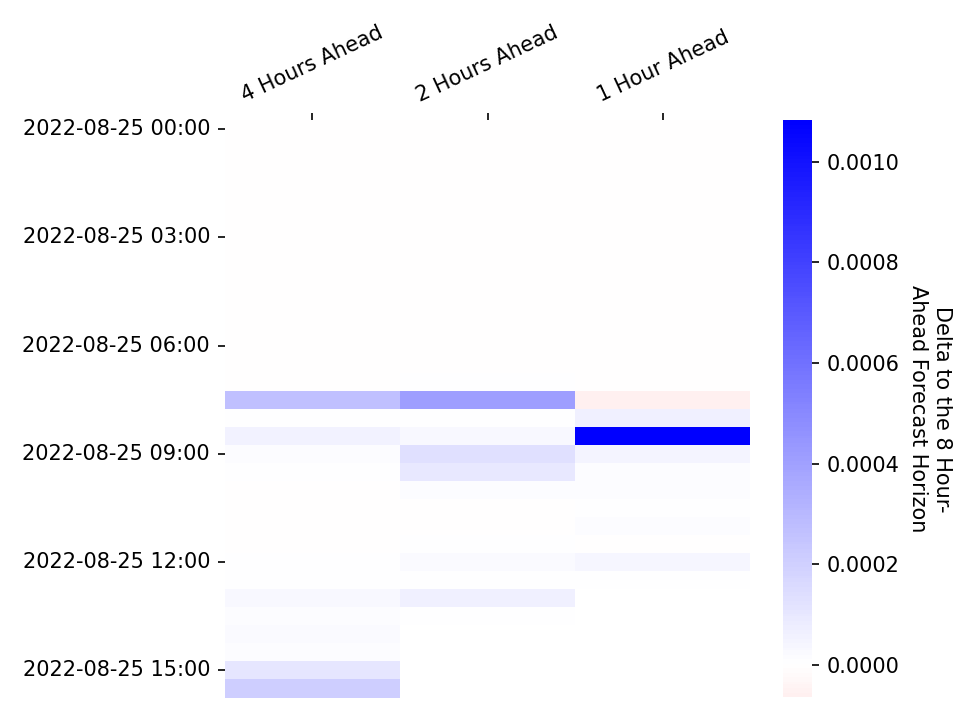 4 Hours Ahead
2 Hours Ahead
1 Hour Ahead
2022-08-25 00:00
2022-08-25 03:00
2022-08-25 06:00
2022-08-25 09:00
2022-08-25 12:00
2022-08-25 15:00
0.0010
0.0008
0.0006
0.0004
0.0002
0.0000
Delta to the 8 Hour-
Ahead Forecast Horizon